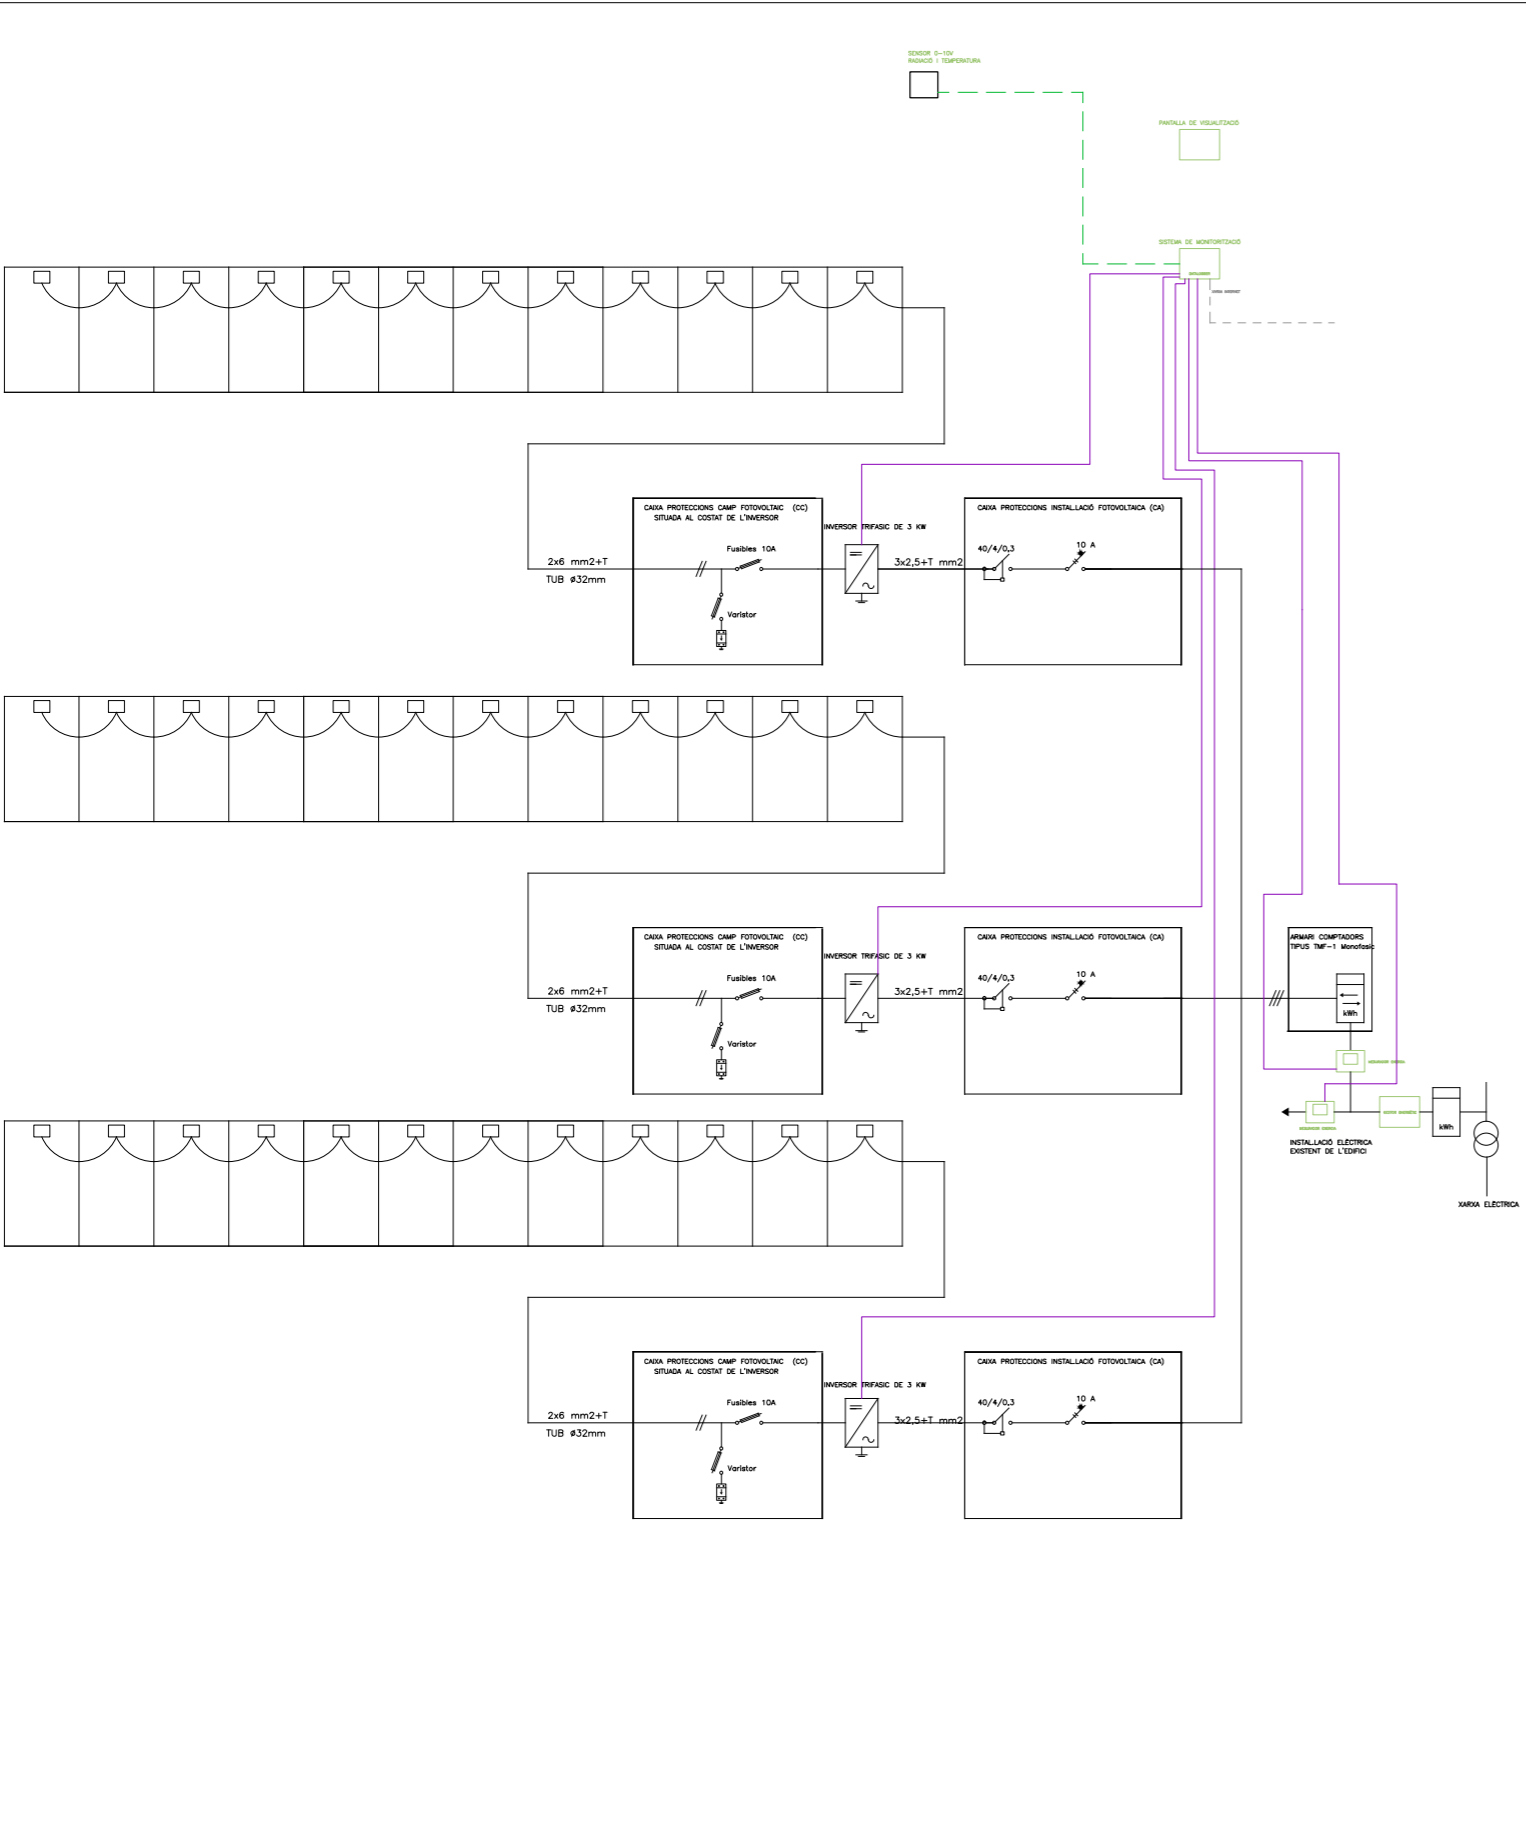 SENSOR 0-10V
RADIACIÓ I TEMPERATURA
PANTALLA DE VISUALITZACIÓ
SISTEMA DE MONITORITZACIÓ
CAIXA PROTECCIONS CAMP FOTOVOLTAIC (CC)
SITUADA AL COSTAT DE L'INVERSOR
Fusibles 10A
2x6 mm2+T
TUB Ø32mm
Varistor
INVERSOR TRIFASIC DE 3 KW
3x2,5+T mm2
CAIXA PROTECCIONS INSTAL.LACIÓ FOTOVOLTAICA (CA)
40/4/0,3
10 A
CAIXA PROTECCIONS CAMP FOTOVOLTAIC (CC)
SITUADA AL COSTAT DE L'INVERSOR
Fusibles 10A
2x6 mm2+T
TUB Ø32mm
Varistor
INVERSOR TRIFASIC DE 3 KW
3x2,5+T mm2
CAIXA PROTECCIONS INSTAL.LACIÓ FOTOVOLTAICA (CA)
40/4/0,3
10 A
ARMARI COMPTADORS
TIPUS TMF-1 Monofasic
kWh
kWh
INSTAL.LACIÓ ELÈCTRICA
EXISTENT DE L'EDIFICI
XARXA ELÈCTRICA
CAIXA PROTECCIONS CAMP FOTOVOLTAIC (CC)
SITUADA AL COSTAT DE L'INVERSOR
Fusibles 10A
2x6 mm2+T
TUB Ø32mm
Varistor
INVERSOR TRIFASIC DE 3 KW
3x2,5+T mm2
CAIXA PROTECCIONS INSTAL.LACIÓ FOTOVOLTAICA (CA)
40/4/0,3
10 A